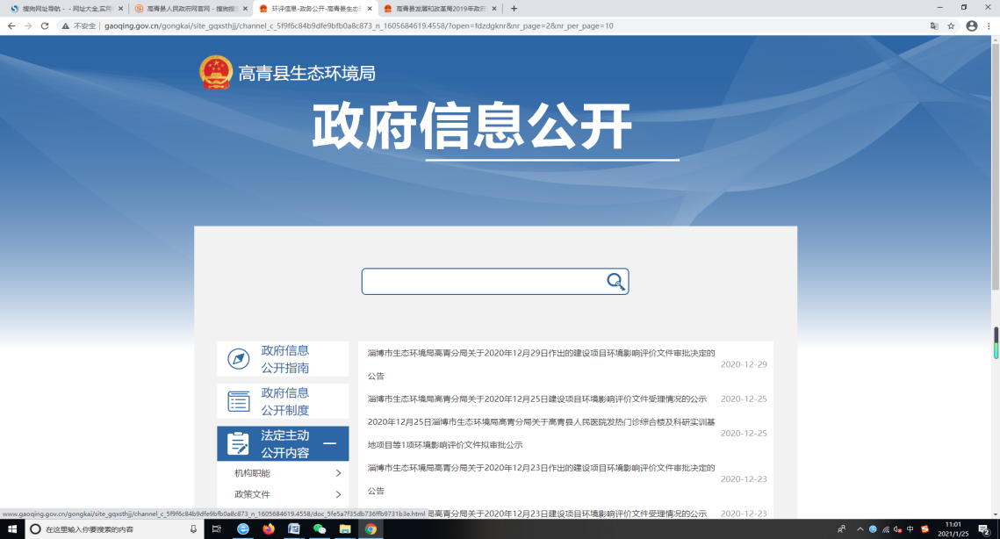 搜狗网址导航 - - 网址大全,实用
高青县人民政府网官网 - 搜狗搜
环评信息-政务公开-高青县生态
高青县发展和改革局2019年政府
不安全
gaoqing.gov.cn/gongkai/site_gqxsthjj/channel_c_5f9f6c84b9dfe9bfb0a8c873_n_1605684619.4558/?open=fdzdgknr&nr_page=2&nr_per_page=10
高青县生态环境局
政府信息公开
政府信息
公开指南
政府信息
公开制度
法定主动
公开内容
机构职能
政策文件
淄博市生态环境局高青分局关于2020年12月29日作出的建设项目环境影响评价文件审批决定的
公告
2020-12-29
淄博市生态环境局高青分局关于2020年12月25日建设项目环境影响评价文件受理情况的公示
2020-12-25
2020年12月25日淄博市生态环境局高青分局关于高青县人民医院发热门诊综合楼及科研实训基
地项目等1项环境影响评价文件拟审批公示
2020-12-25
淄博市生态环境局高青分局关于2020年12月23日作出的建设项目环境影响评价文件审批决定的
公告
2020-12-23
局高青分局关于2020年12月23日建设项目环境影响评价文件受理情况的公示
2020-12-23
www.gaoqing.gov.cn/gongkai/site_gqxsthjj/channel_c_5f9f6c84b9dfe9bfb0a8c873_n_1605684619.4558/doc_5fe5a7f35db736ffb9731b3e.html
在这里输入你要搜索的内容
中
11:01
2021/1/25
2